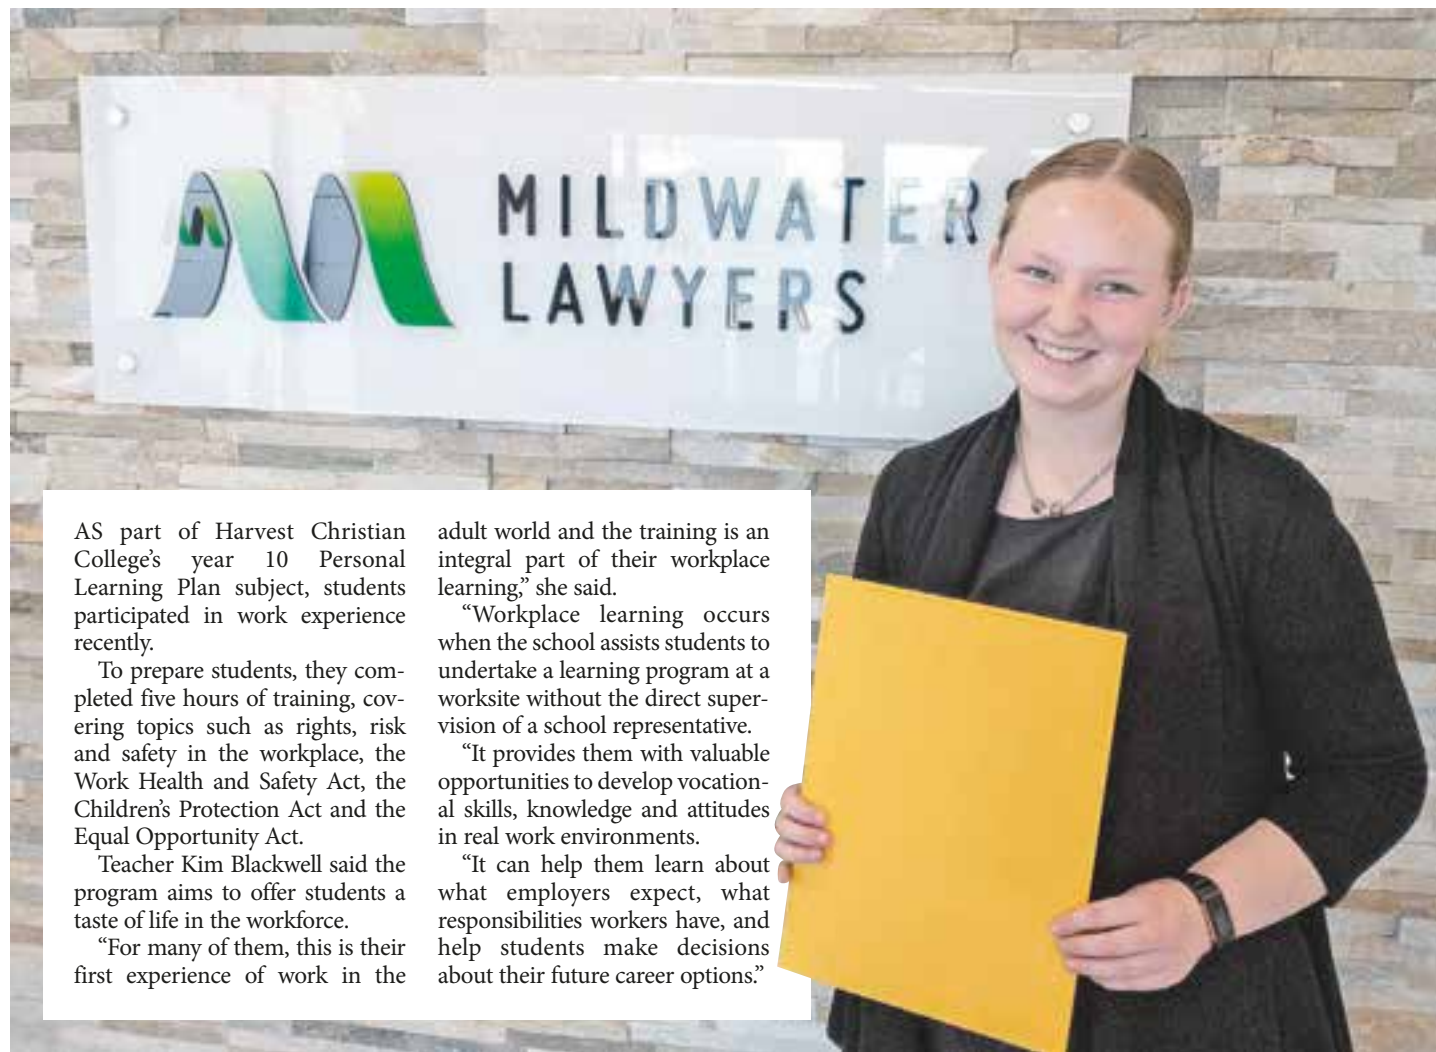 MILDWATERS
LAWYERS
AS part of Harvest Christian
College’s year 10 Personal
Learning Plan subject, students
participated in work experience
recently.
To prepare students, they com-
pleted five hours of training, cov-
ering topics such as rights, risk
and safety in the workplace, the
Work Health and Safety Act, the
Children’s Protection Act and the
Equal Opportunity Act.
Teacher Kim Blackwell said the
program aims to offer students a
taste of life in the workforce.
“For many of them, this is their
first experience of work in the
adult world and the training is an
integral part of their workplace
learning,” she said.
“Workplace learning occurs
when the school assists students to
undertake a learning program at a
worksite without the direct super-
vision of a school representative.
“It provides them with valuable
opportunities to develop vocation-
al skills, knowledge and attitudes
in real work environments.
“It can help them learn about
what employers expect, what
responsibilities workers have, and
help students make decisions
about their future career options.”